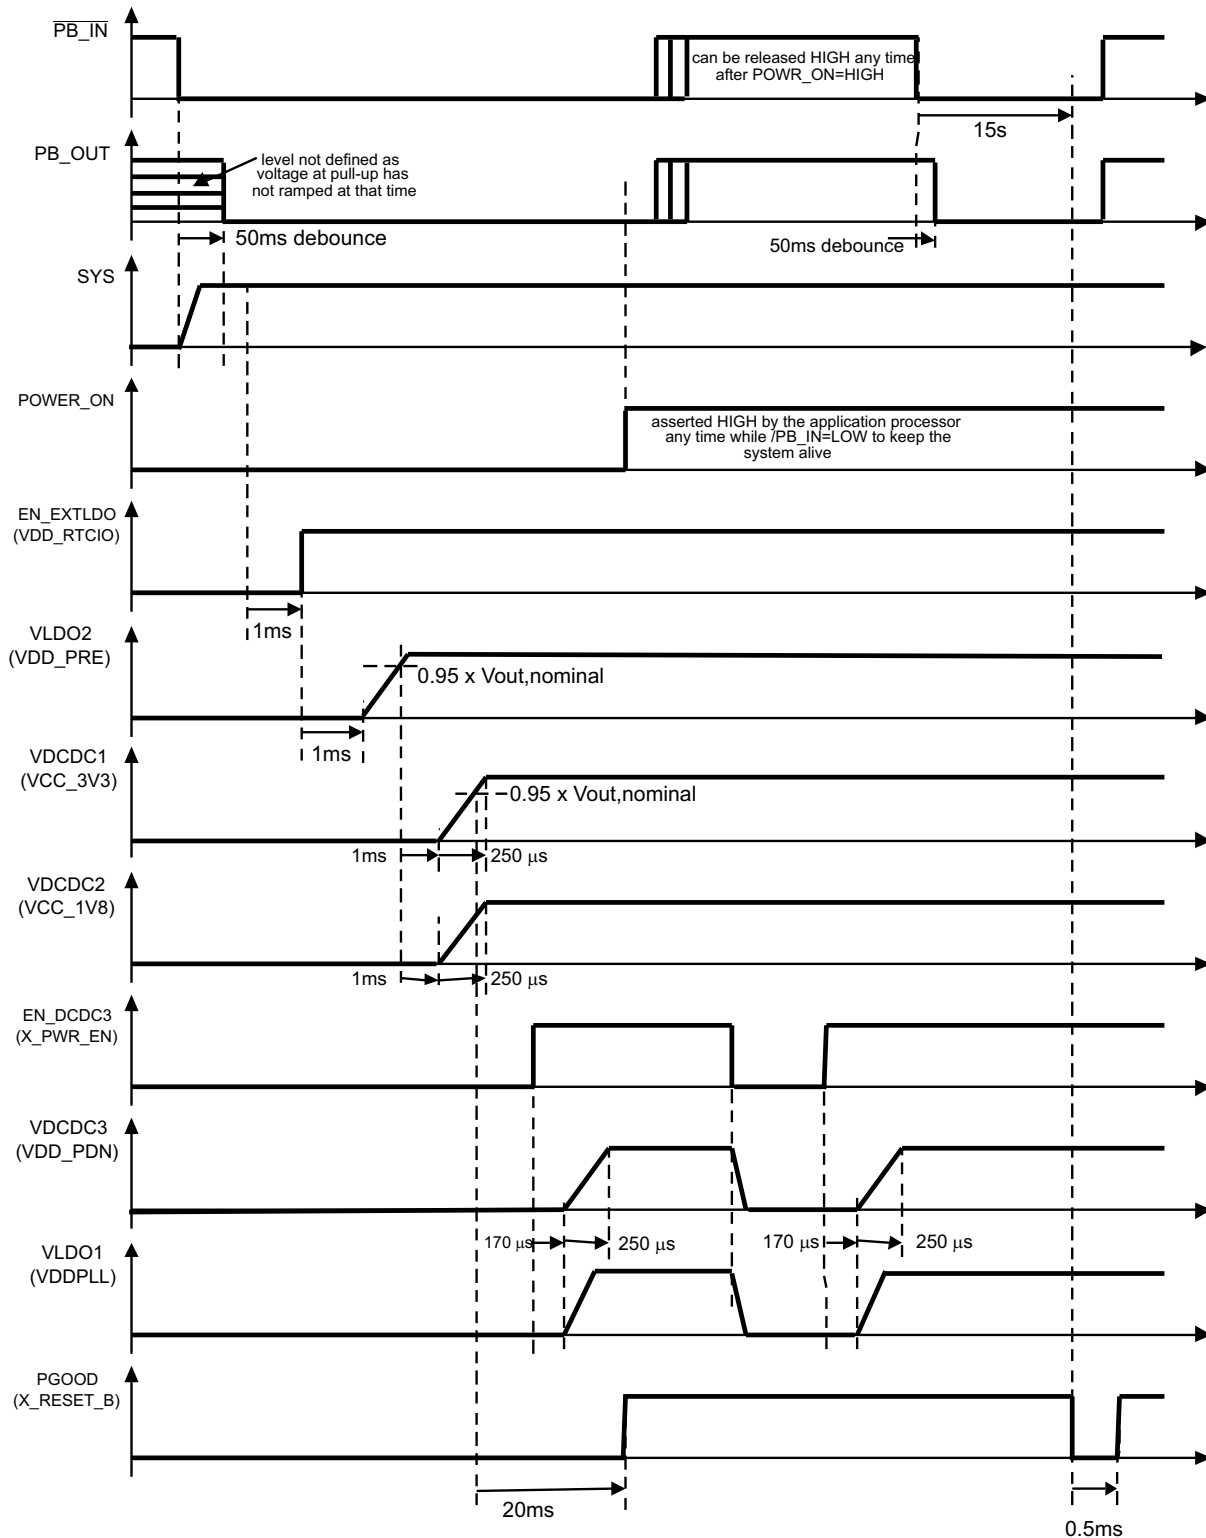 PB_IN
can be released HIGH any time
after POWR_ON=HIGH
15s
PB_OUT
level not defined as
voltage at pull-up has
not ramped at that time
50ms debounce
50ms debounce
SYS
POWER_ON
asserted HIGH by the application processor
any time while /PB_IN=LOW to keep the
system alive
EN_EXTLDO
(VDD_RTCIO)
1ms
VLDO2
(VDD_PRE)
0.95 x Vout,nominal
1ms
VDCDC1
(VCC_3V3)
0.95 x Vout,nominal
1ms
250 µs
VDCDC2
(VCC_1V8)
1ms
250 µs
EN_DCDC3
(X_PWR_EN)
VDCDC3
(VDD_PDN)
170 µs
250 µs
170 µs
250 µs
VLDO1
(VDDPLL)
PGOOD
(X_RESET_B)
20ms
0.5ms